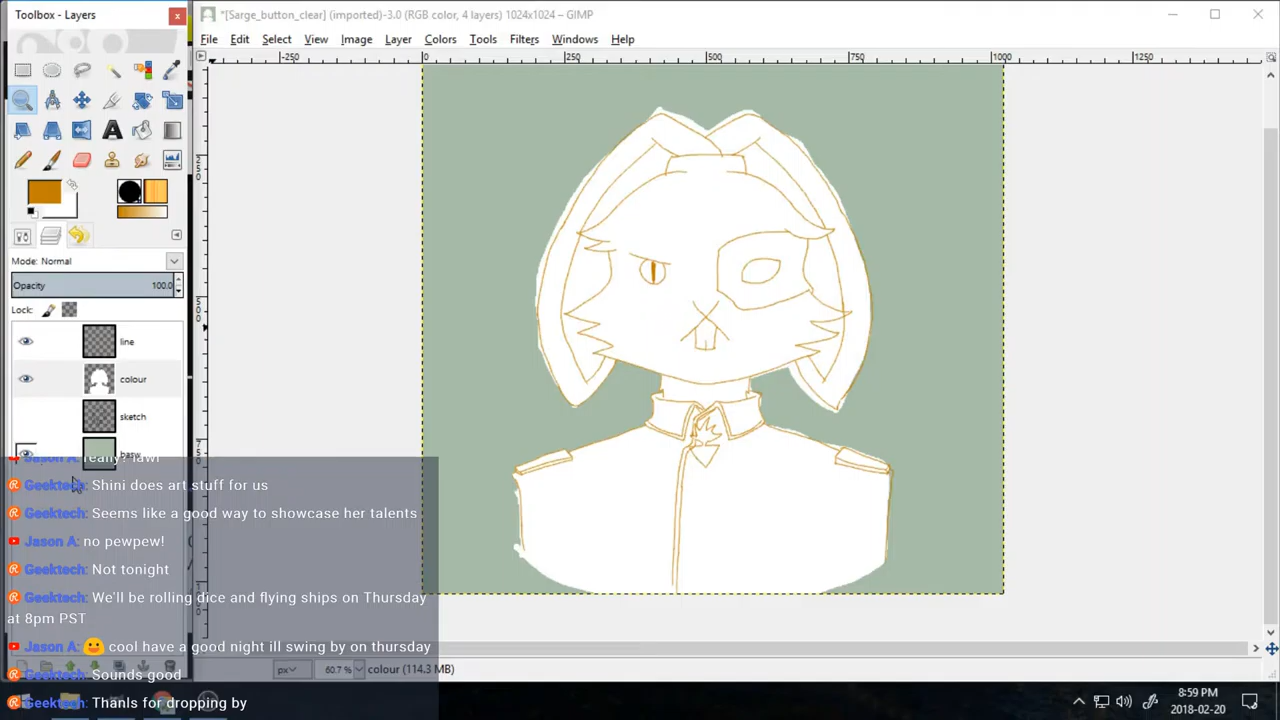 Toolbox - Layers
*[Sarge_button_clear] (imported)-3.0 (RGB color, 4 layers) 1024x1024 – GIMP
File Edit Select View Image Layer Colors Tools Filters Windows Help
-250 0 250 500 750 1000 1250
Mode: Normal
Opacity 100.0
Lock:
line
colour
sketch
Jason A: really? law!
Geektech: Shini does art stuff for us
Geektech: Seems like a good way to showcase her talents
Jason A: no pewpew!
Geektech: Not tonight
Geektech: We'll be rolling dice and flying ships on Thursday
at 8pm PST
Jason A: cool have a good night ill swing by on thursday
Geektech: Sounds good
Geektech: Thanls for dropping by
px 60.7 % colour (114.3 MB)
8:59 PM
2018-02-20